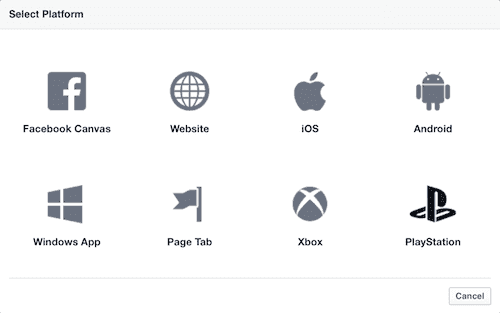 Select Platform
Facebook Canvas
Website
iOS
Android
Windows App
Page Tab
Xbox
PlayStation
Cancel